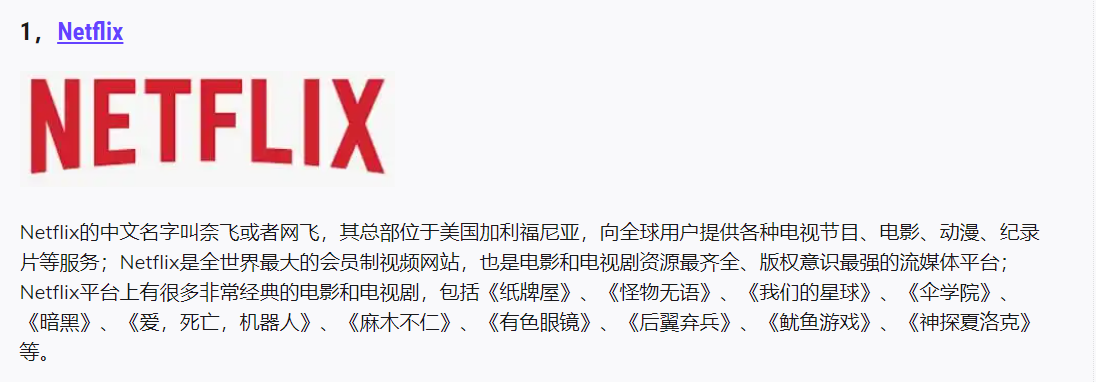 1，Netflix
NETFLIX
Netflix的中文名字叫奈飞或者网飞，其总部位于美国加利福尼亚，向全球用户提供各种电视节目、电影、动漫、纪录
片等服务；Netflix是全世界最大的会员制视频网站，也是电影和电视剧资源最齐全、版权意识最强的流媒体平台；
Netflix平台上有很多非常经典的电影和电视剧，包括《纸牌屋》、《怪物无语》、《我们的星球》、《伞学院》、
《暗黑》、《爱，死亡，机器人》、《麻木不仁》、《有色眼镜》、《后翼弃兵》、《鱿鱼游戏》、《神探夏洛克》
等。